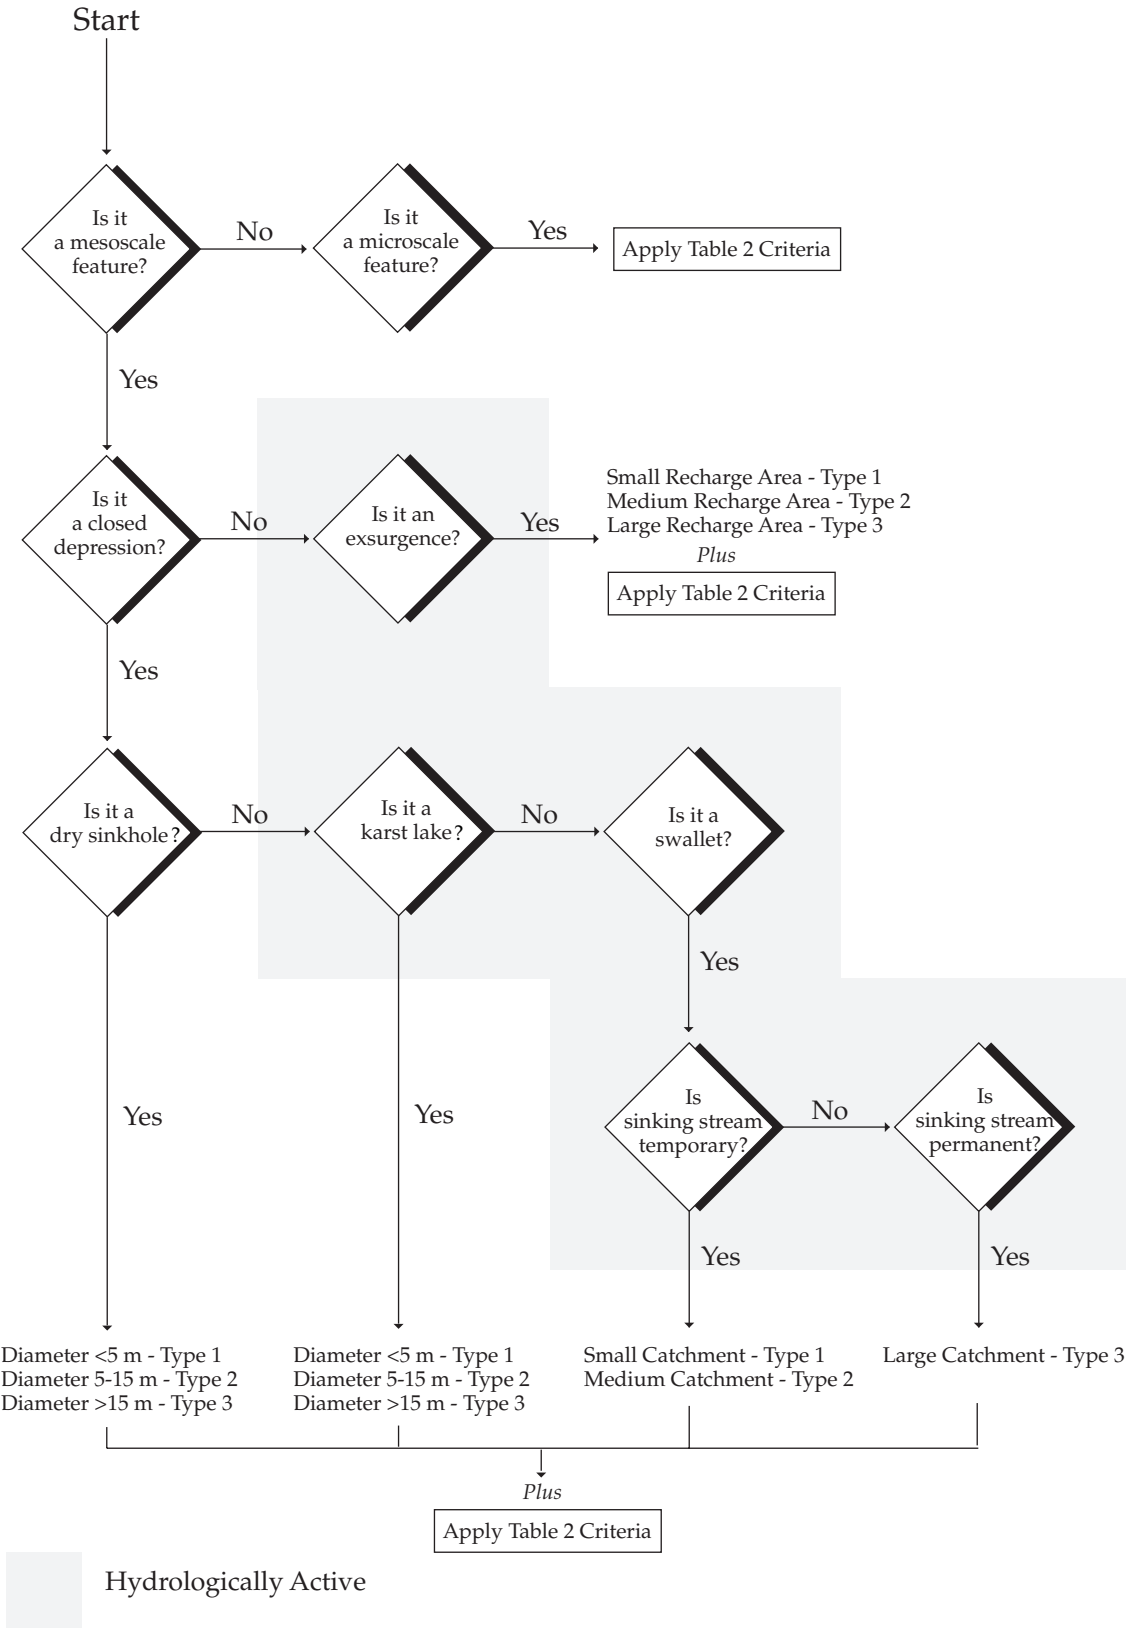 Start
Is it
a mesoscale
feature?
No
Is it
a microscale
feature?
Yes
Apply Table 2 Criteria
Yes
Is it
a closed
depression?
No
Is it an
exsurgence?
Yes
Small Recharge Area - Type 1
Medium Recharge Area - Type 2
Large Recharge Area - Type 3
Plus
Apply Table 2 Criteria
Yes
Is it a
dry sinkhole?
No
Is it a
karst lake?
No
Is it a
swallet?
Yes
Is
sinking stream
temporary?
No
Is
sinking stream
permanent?
Yes
Yes
Yes
Yes
Diameter <5 m - Type 1
Diameter 5-15 m - Type 2
Diameter >15 m - Type 3
Diameter <5 m - Type 1
Diameter 5-15 m - Type 2
Diameter >15 m - Type 3
Small Catchment - Type 1
Medium Catchment - Type 2
Large Catchment - Type 3
Plus
Apply Table 2 Criteria
Hydrologically Active